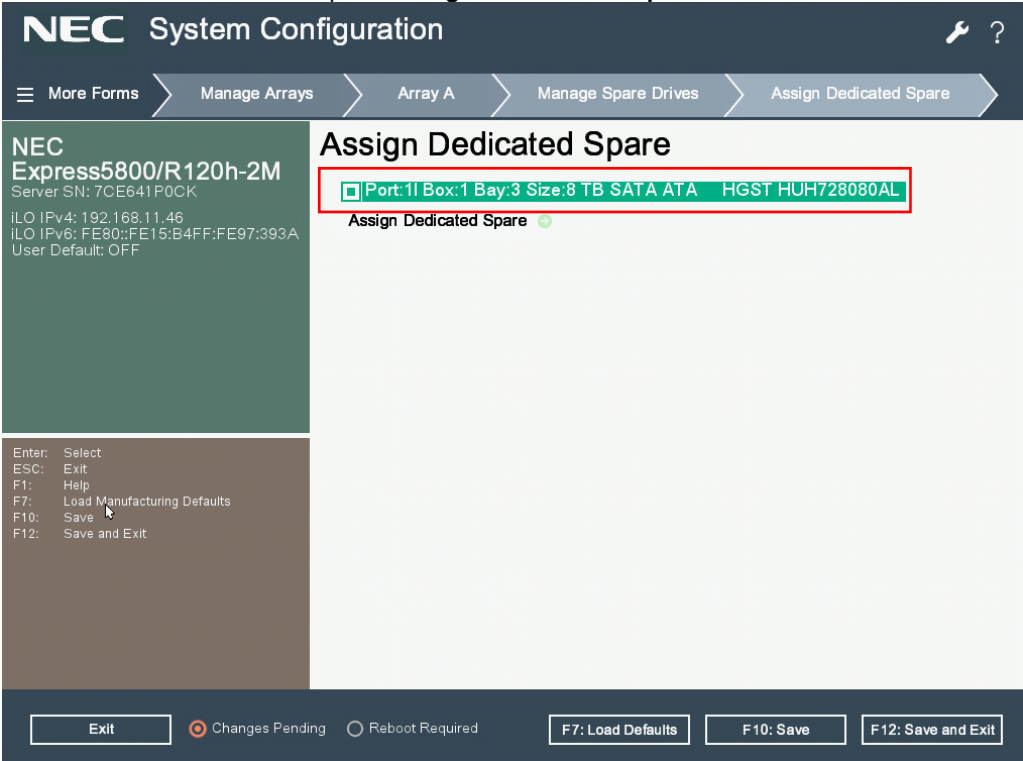 NEC System Configuration ?
More Forms Manage Arrays Array A Manage Spare Drives Assign Dedicated Spare
NEC
Express5800/R120h-2M
Server SN: 7CE641P0CK
iLO IPv4: 192.168.11.46
iLO IPv6: FE80::FE15:B4FF:FE97:393A
User Default: OFF
Assign Dedicated Spare
Port:1I Box:1 Bay:3 Size:8 TB SATA ATA HGST HUH728080AL
Assign Dedicated Spare
Enter: Select
ESC: Exit
F1: Help
F7: Load Manufacturing Defaults
F10: Save
F12: Save and Exit
Exit Changes Pending Reboot Required F7: Load Defaults F10: Save F12: Save and Exit